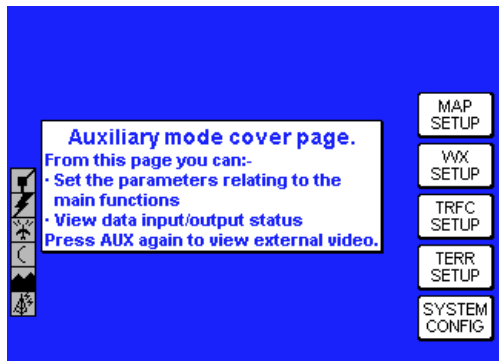 Auxiliary mode cover page.
From this page you can:-
· Set the parameters relating to the
main functions
· View data input/output status
Press AUX again to view external video.
MAP
SETUP
WX
SETUP
TRFC
SETUP
TERR
SETUP
SYSTEM
CONFIG